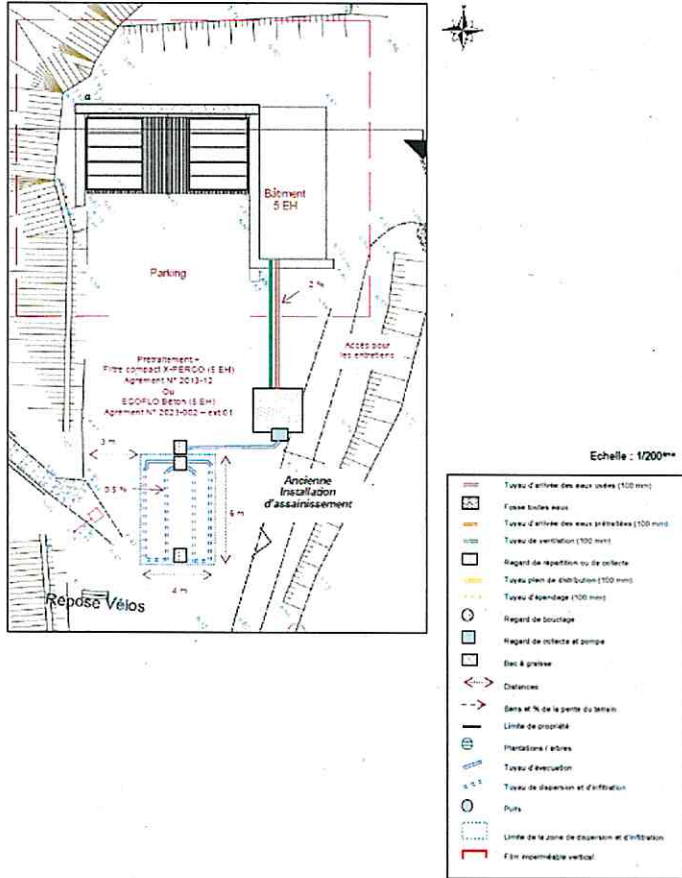 Bâtiment
5 EH
Parking
2 %
Accès pour
les entretiens
Prétraitement –
Filtre compact X-PERCO (5 EH)
Agrément N° 2013-12
Ou
ECOFLO Béton (5 EH)
Agrément N° 2023-002 – ext 01
3 m
0.5 %
6 m
4 m
Ancienne
Installation
d'assainissement
Repose Vélos
Echelle : 1/200ème
Tuyau d'arrivée des eaux usées (100 mm)
Fosse toutes eaux
Tuyau d'arrivée des eaux prétraitées (100 mm)
Tuyau de ventilation (100 mm)
Regard de répartition ou de collecte
Tuyau plein de distribution (100 mm)
Tuyau d'épandage (100 mm)
Regard de bouclage
Regard de collecte et pompe
Bac à graisse
Distances
Sens et % de la pente du terrain
Limite de propriété
Plantations / arbres
Tuyau d'évacuation
Tuyau de dispersion et d'infiltration
Puits
Limite de la zone de dispersion et d'infiltration
Film imperméable vertical